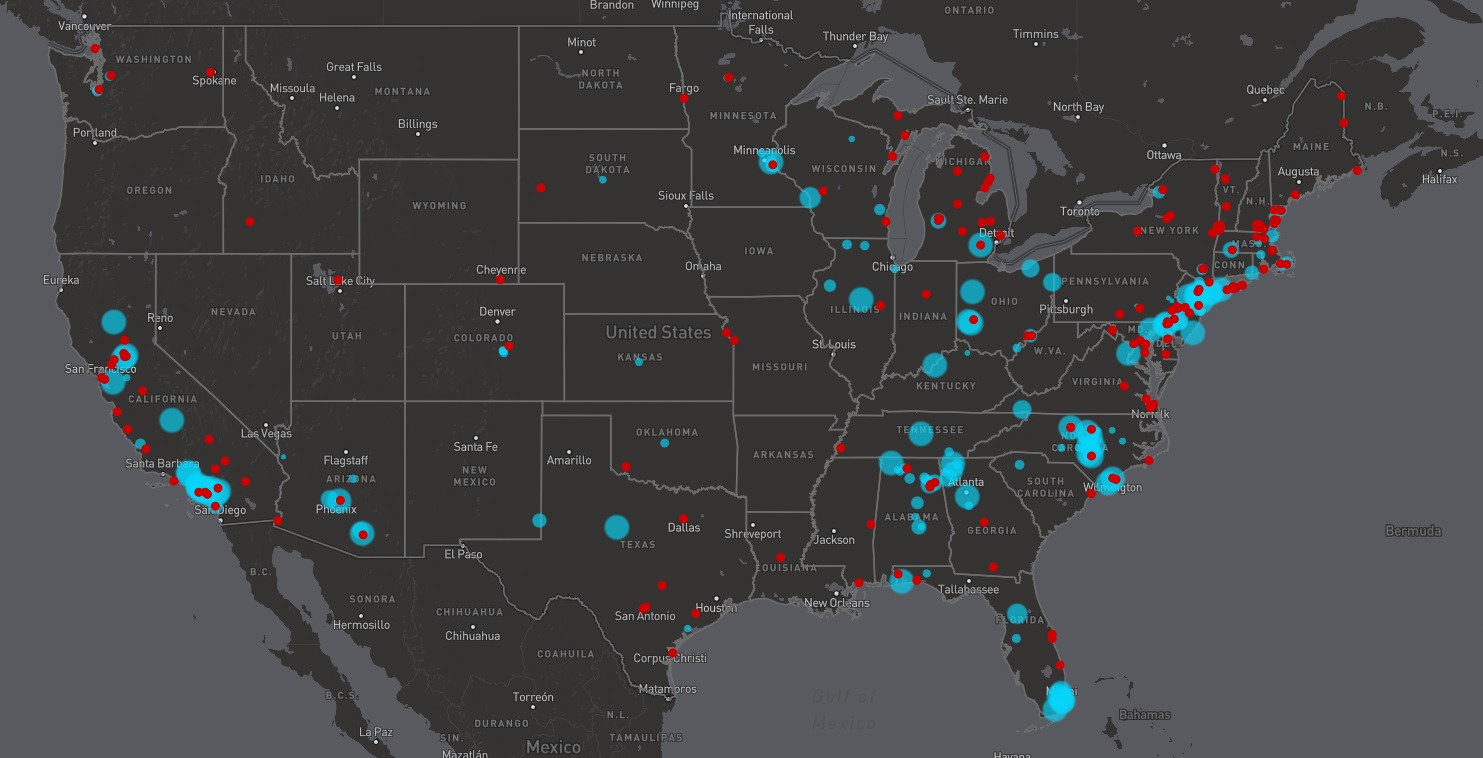 Brandon
Winnipeg
Vancouver
International
Falls
Thunder Bay
ONTARIO
Timmins
WASHINGTON
Spokane
Minot
NORTH
DAKOTA
Great Falls
Missoula
Helena
MONTANA
Fargo
Quebec
Sault Ste. Marie
North Bay
N.B.
P.E.I.
Billings
MINNESOTA
Portland
Minneapolis
Ottawa
MAINE
N.S.
Halifax
SOUTH
DAKOTA
WISCONSIN
MICHIGAN
Augusta
OREGON
IDAHO
WYOMING
Sioux Falls
VT.
N.H.
Toronto
NEW YORK
Detroit
MASS.
IOWA
NEBRASKA
Omaha
Chicago
CONN
Eureka
Salt Lake City
Cheyenne
PENNSYLVANIA
Pittsburgh
OHIO
Reno
NEVADA
Denver
ILLINOIS
INDIANA
UTAH
COLORADO
United States
KANSAS
St. Louis
MD.
DEL
W.VA.
San Francisco
MISSOURI
KENTUCKY
VIRGINIA
CALIFORNIA
Norfolk
Las Vegas
Santa Fe
OKLAHOMA
TENNESSEE
NORTH
CAROLINA
Santa Barbara
Flagstaff
ARIZONA
NEW
MEXICO
Amarillo
ARKANSAS
Atlanta
SOUTH
CAROLINA
Wilmington
Phoenix
San Diego
ALABAMA
GEORGIA
Dallas
Shreveport
Jackson
TEXAS
El Paso
Bermuda
B.C.
LOUISIANA
Tallahassee
SONORA
Hermosillo
CHIHUAHUA
Chihuahua
San Antonio
Houston
New Orleans
FLORIDA
COAHUILA
Corpus Christi
B.C.S.
Torreón
Matamoros
Gulf of
Mexico
Miami
DURANGO
N.L.
Bahamas
La Paz
SIN.
TAMAULIPAS
Mazatlán
Mexico
Havana